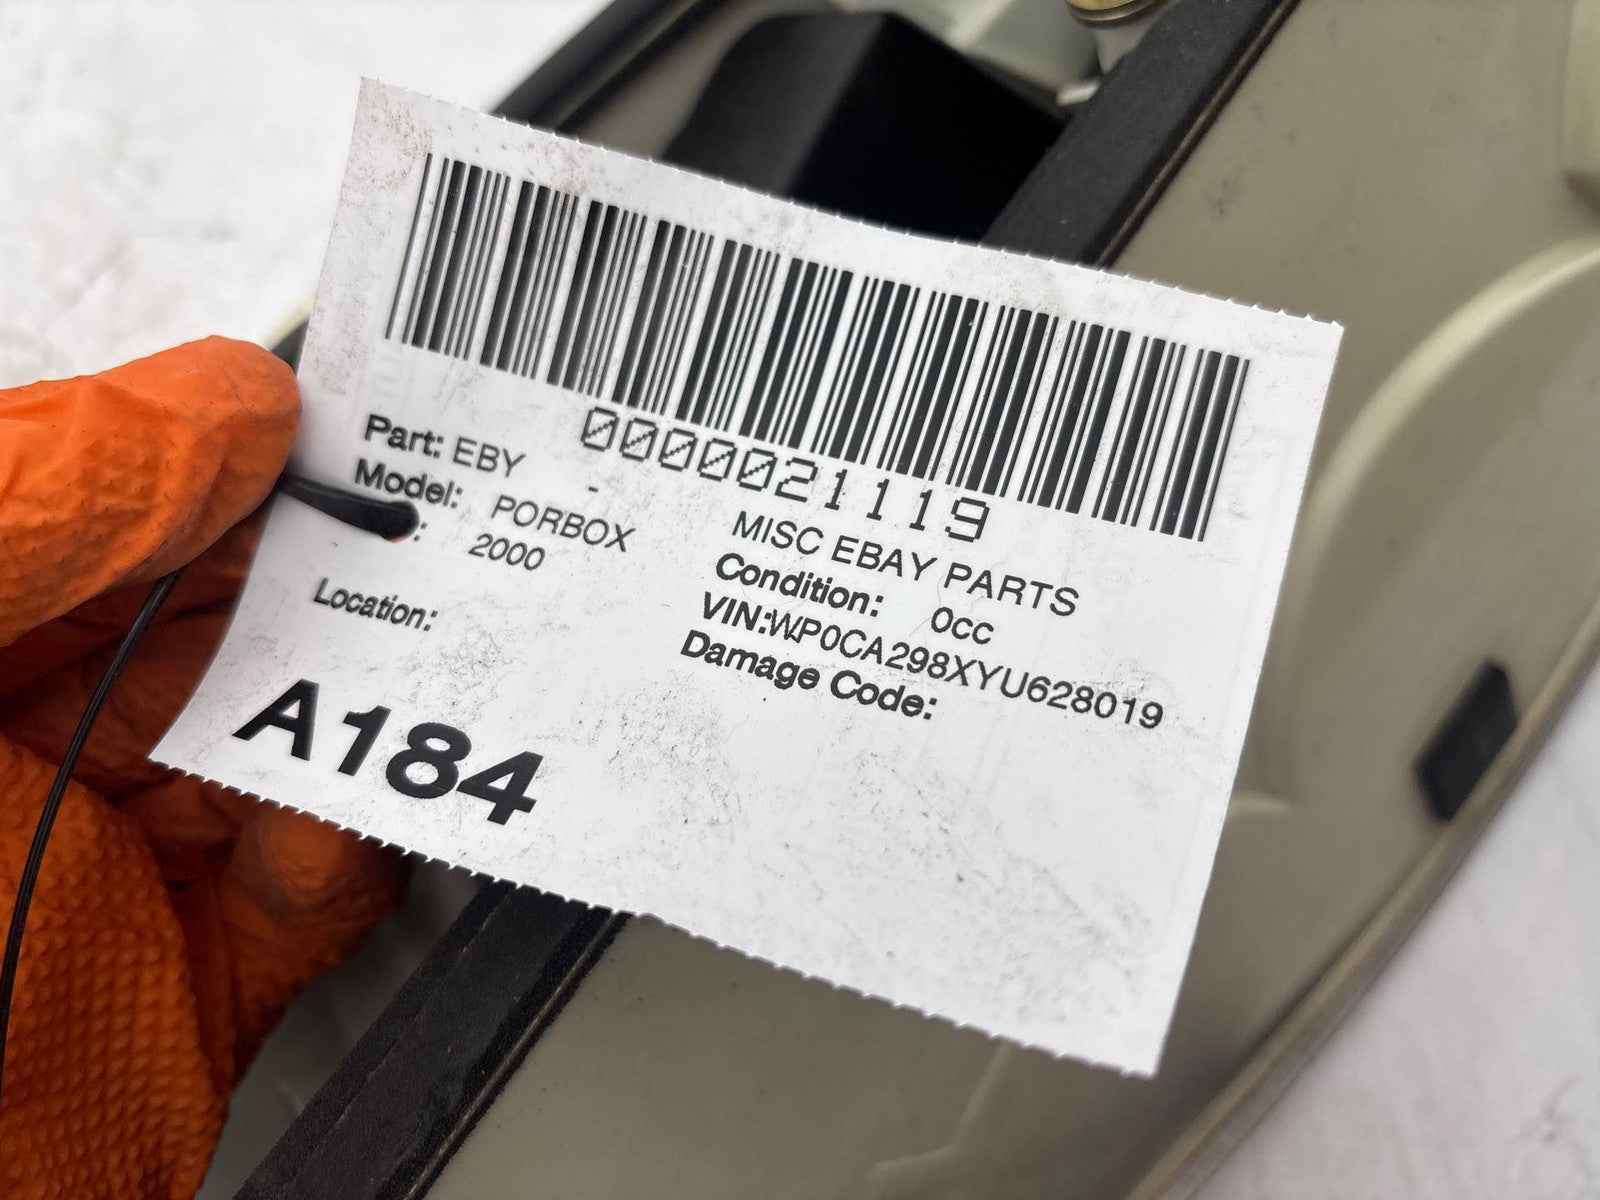 0000021119
Part: EBY -
Model: PORBOX
: 2000
MISC EBAY PARTS
Condition: 0cc
VIN:WP0CA298XYU628019
Damage Code:
Location:
A184